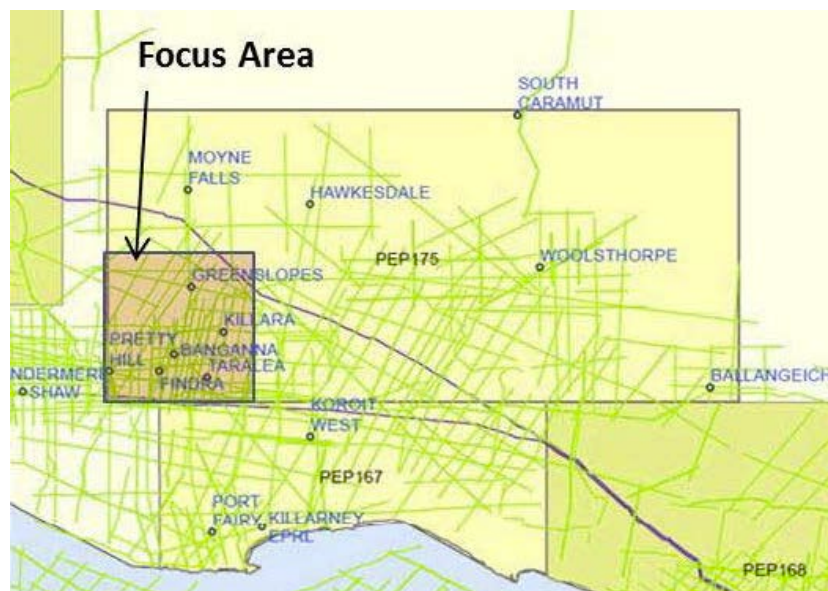 Focus Area
SOUTH
CARAMUT
MOYNE
FALLS
HAWKESDALE
PEP175
WOOLSTHORPE
GREENSLOPES
KILLARA
PRETTY
HILL
BANGANNA
TARALEA
FINDRA
NDERMERE
SHAW
BALLANGEICH
KOROIT
WEST
PEP167
PORT
FAIRY
KILLARNEY
EPRL
PEP168